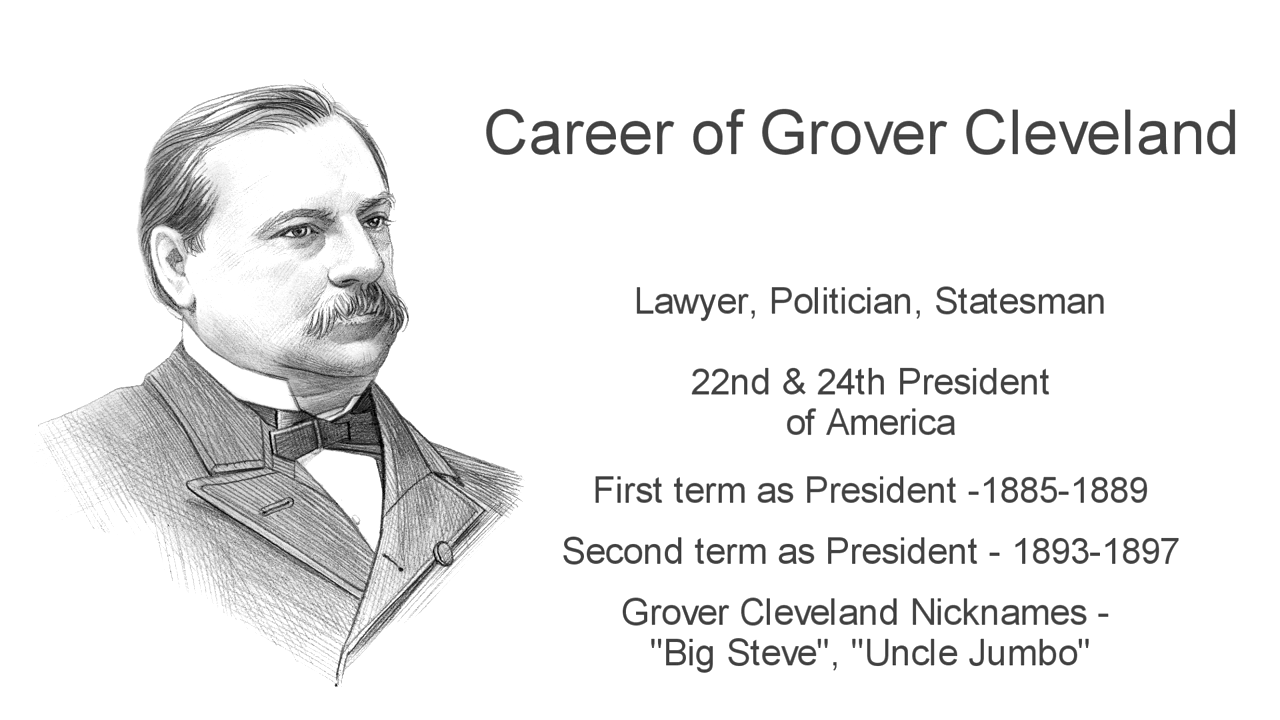 Career of Grover Cleveland
Lawyer, Politician, Statesman
22nd & 24th President
of America
First term as President -1885-1889
Second term as President - 1893-1897
Grover Cleveland Nicknames -
"Big Steve", "Uncle Jumbo"